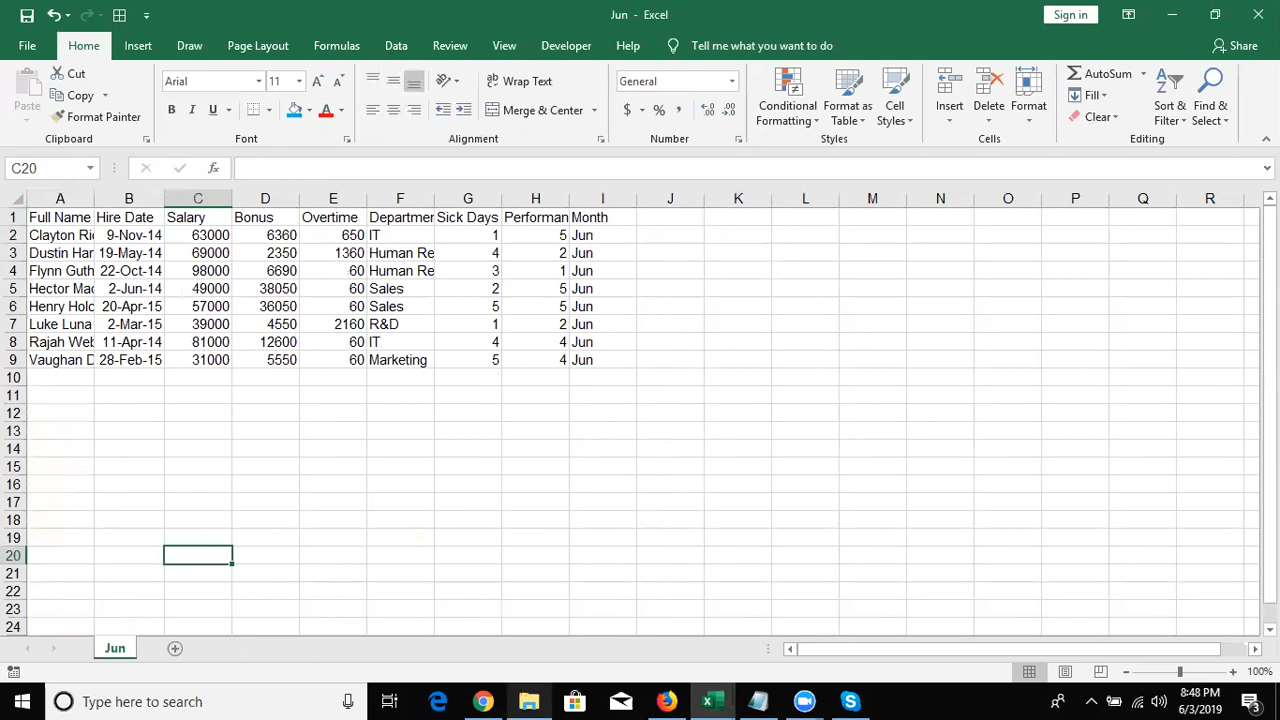 Jun - Excel
Sign in
File Home Insert Draw Page Layout Formulas Data Review View Developer Help Tell me what you want to do Share
Paste Cut Copy Format Painter
Arial 11
B I U A
Wrap Text
Merge & Center
General
$ % ,
Conditional Formatting
Format as Table
Cell Styles
Insert Delete Format
AutoSum Fill Clear
Sort & Filter
Find & Select
Clipboard Font Alignment Number Styles Cells Editing
C20 fx
A B C D E F G H I J K L M N O P Q R
1 Full Name Hire Date Salary Bonus Overtime Departmer Sick Days Performan Month
2 Clayton Ric 9-Nov-14 63000 6360 650 IT 1 5 Jun
3 Dustin Har 19-May-14 69000 2350 1360 Human Re 4 2 Jun
4 Flynn Guth 22-Oct-14 98000 6690 60 Human Re 3 1 Jun
5 Hector Mac 2-Jun-14 49000 38050 60 Sales 2 5 Jun
6 Henry Holc 20-Apr-15 57000 36050 60 Sales 5 5 Jun
7 Luke Luna 2-Mar-15 39000 4550 2160 R&D 1 2 Jun
8 Rajah Web 11-Apr-14 81000 12600 60 IT 4 4 Jun
9 Vaughan D 28-Feb-15 31000 5550 60 Marketing 5 4 Jun
10
11
12
13
14
15
16
17
18
19
20
21
22
23
24
Jun
100%
Type here to search
8:48 PM
6/3/2019
3